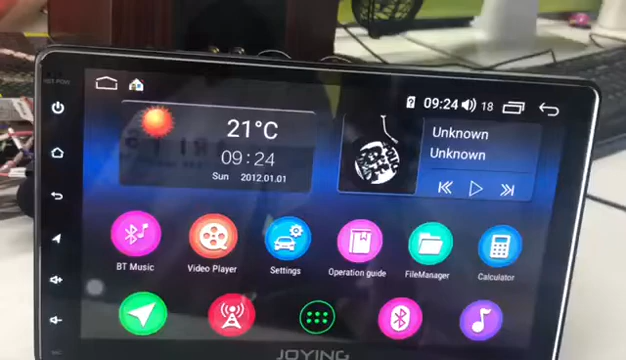 09:24 18
21°C
09:24
Sun 2012.01.01
Unknown
Unknown
BT Music
Video Player
Settings
Operation guide
FileManager
Calculator
JOYING